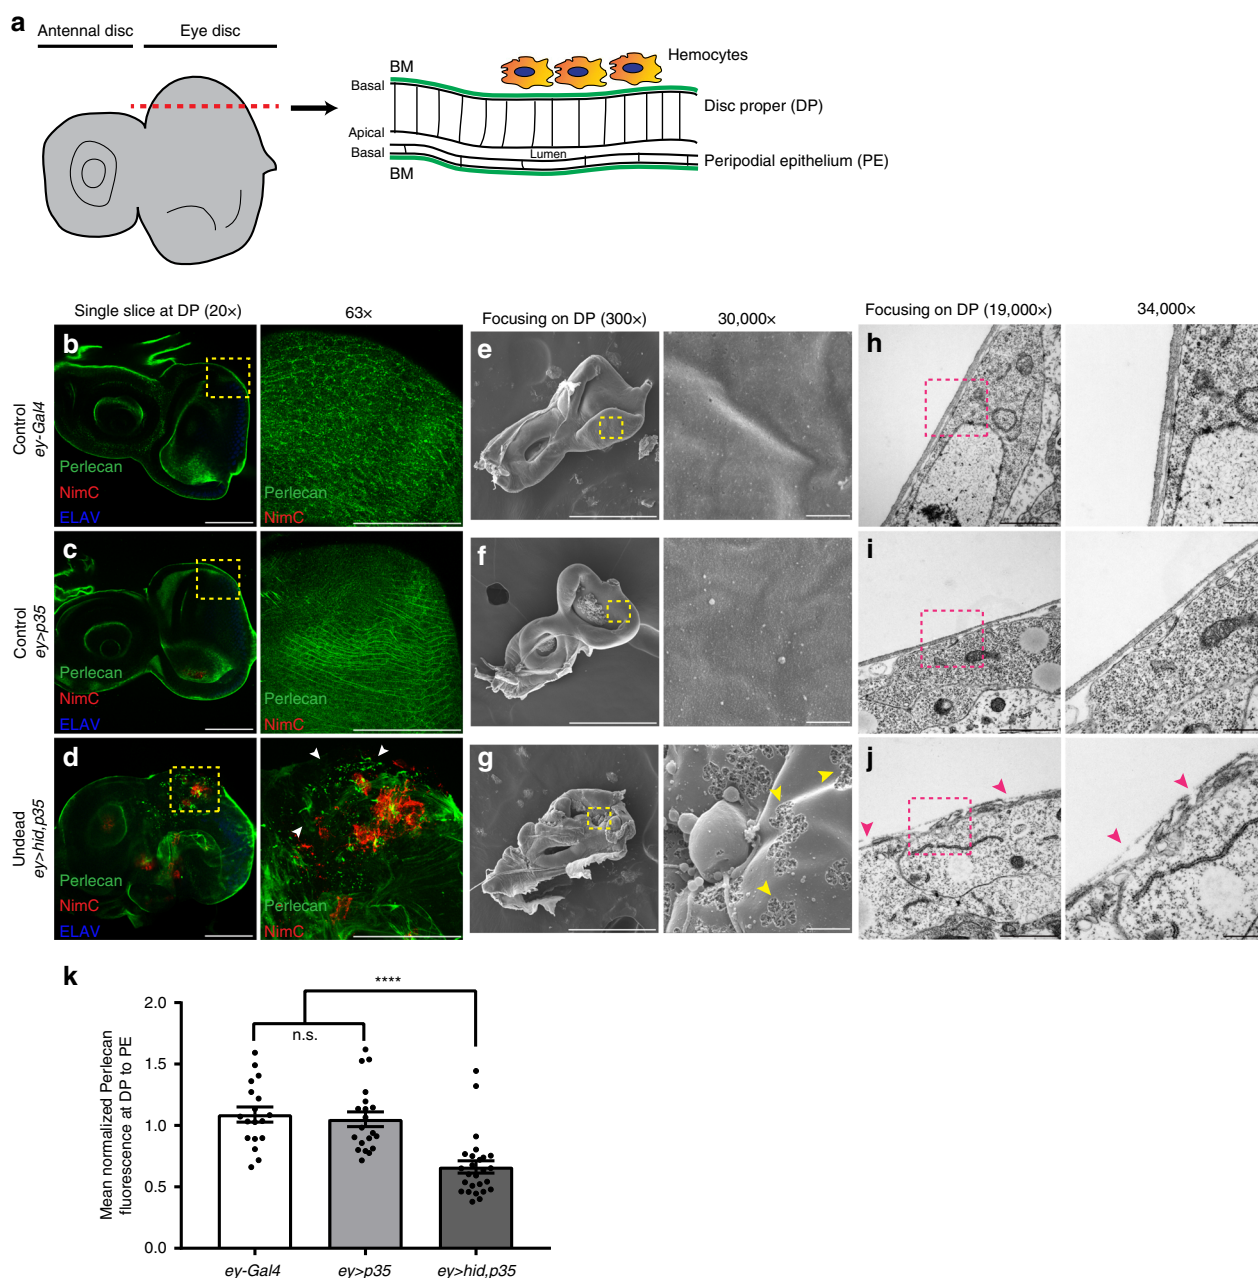 a
Antennal disc
Eye disc
BM
Basal
Apical
Basal
BM
Lumen
Hemocytes
Disc proper (DP)
Peripodial epithelium (PE)
Single slice at DP (20×)
63×
Focusing on DP (300×)
30,000×
Focusing on DP (19,000×)
34,000×
Control
ey-Gal4
b
Perlecan
NimC
ELAV
Perlecan
NimC
e
h
Control
ey>p35
c
Perlecan
NimC
ELAV
Perlecan
NimC
f
i
Undead
ey>hid,p35
d
Perlecan
NimC
ELAV
Perlecan
NimC
g
j
k
Mean normalized Perlecan
fluorescence at DP to PE
2.0
1.5
1.0
0.5
0.0
****
n.s.
ey-Gal4
ey>p35
ey>hid,p35